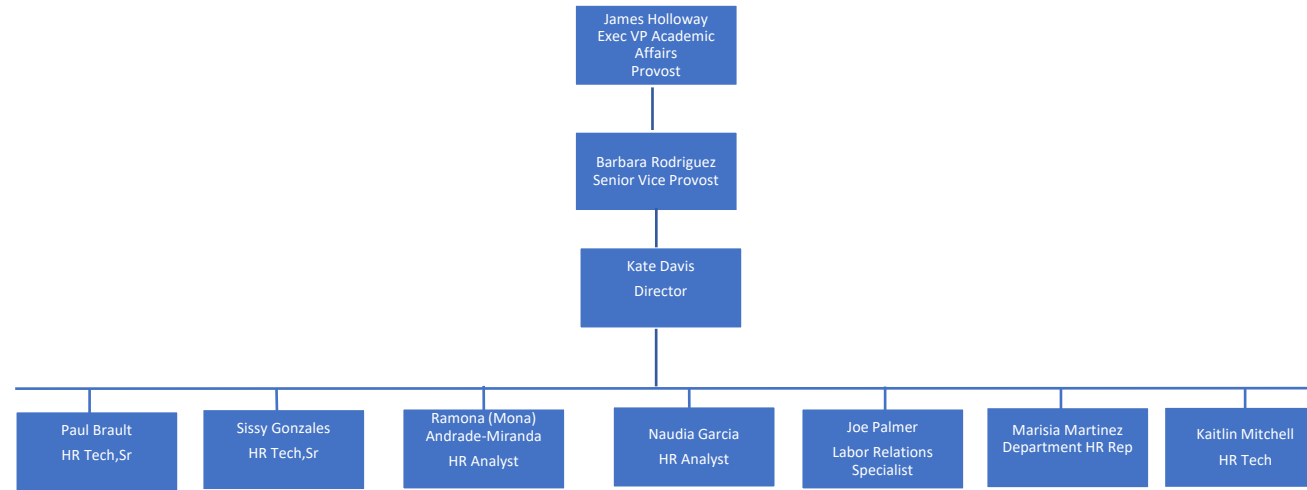 James Holloway
Exec VP Academic
Affairs
Provost
Barbara Rodriguez
Senior Vice Provost
Kate Davis
Director
Paul Brault
HR Tech,Sr
Sissy Gonzales
HR Tech,Sr
Ramona (Mona)
Andrade-Miranda
HR Analyst
Naudia Garcia
HR Analyst
Joe Palmer
Labor Relations
Specialist
Marisia Martinez
Department HR Rep
Kaitlin Mitchell
HR Tech